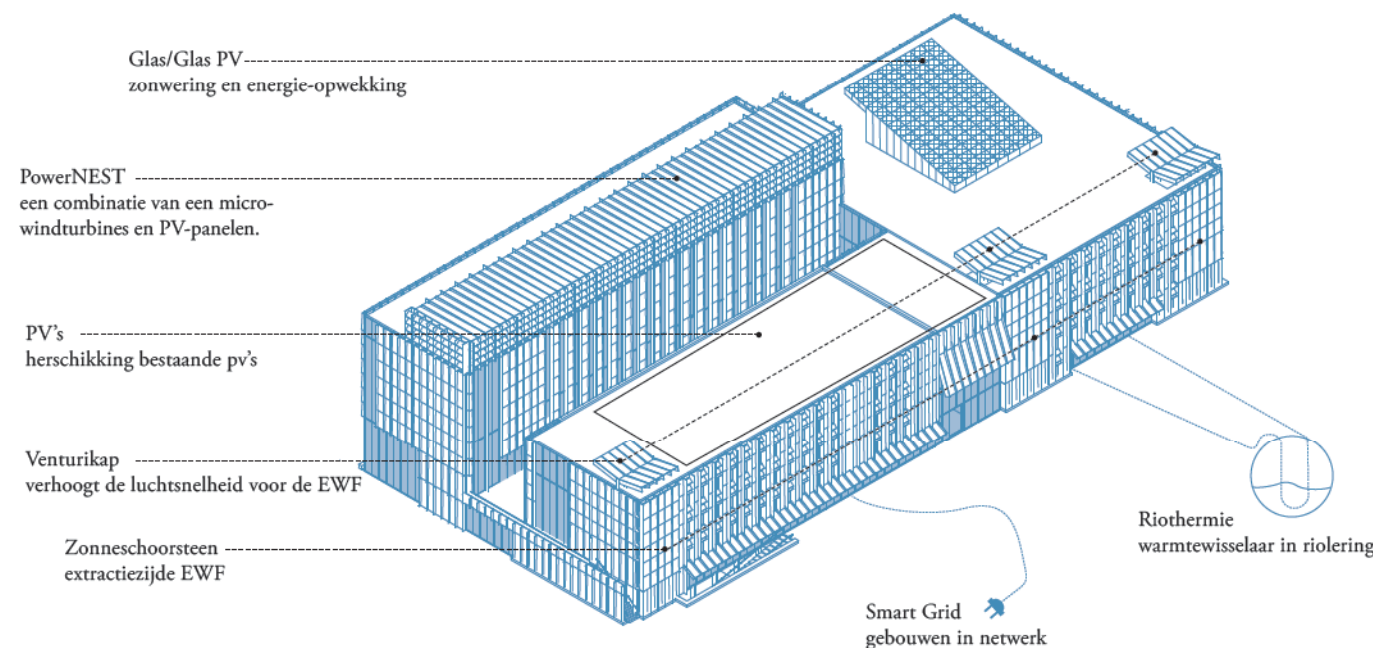 Glas/Glas PV
zonwering en energie-opwekking
PowerNEST
een combinatie van een micro-
windturbines en PV-panelen.
PV's
herschikking bestaande pv's
Venturikap
verhoogt de luchtsnelheid voor de EWF
Zonneschoorsteen
extractiezijde EWF
Riothermie
warmtewisselaar in riolering
Smart Grid
gebouwen in netwerk